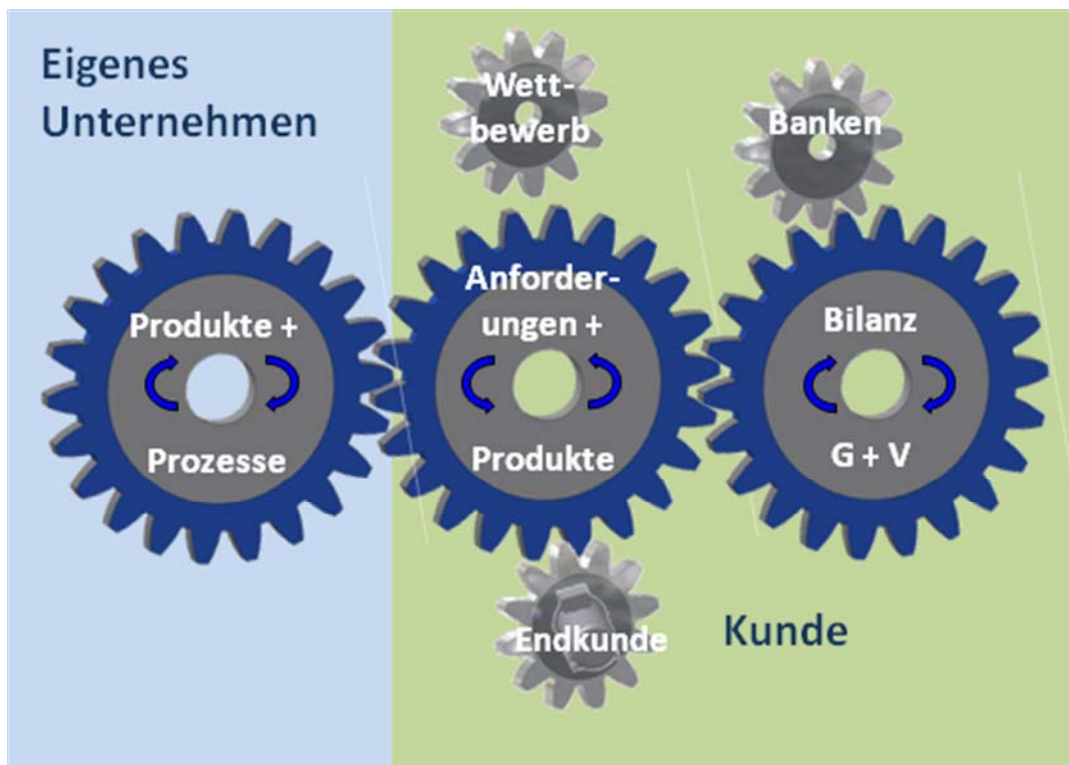 Eigenes
Unternehmen
Wett-
bewerb
Banken
Produkte +
Prozesse
Anforder-
ungen +
Produkte
Bilanz
G + V
Endkunde
Kunde